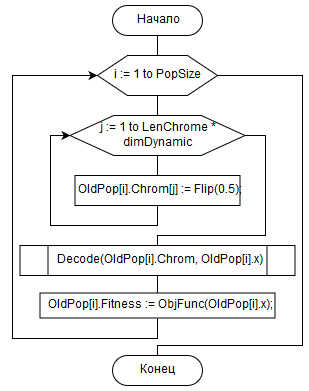 Начало
i := 1 to PopSize
j := 1 to LenChrome *
dimDynamic
OldPop[i].Chrom[j] := Flip(0.5);
Decode(OldPop[i].Chrom, OldPop[i].x)
OldPop[i].Fitness := ObjFunc(OldPop[i].x);
Конец